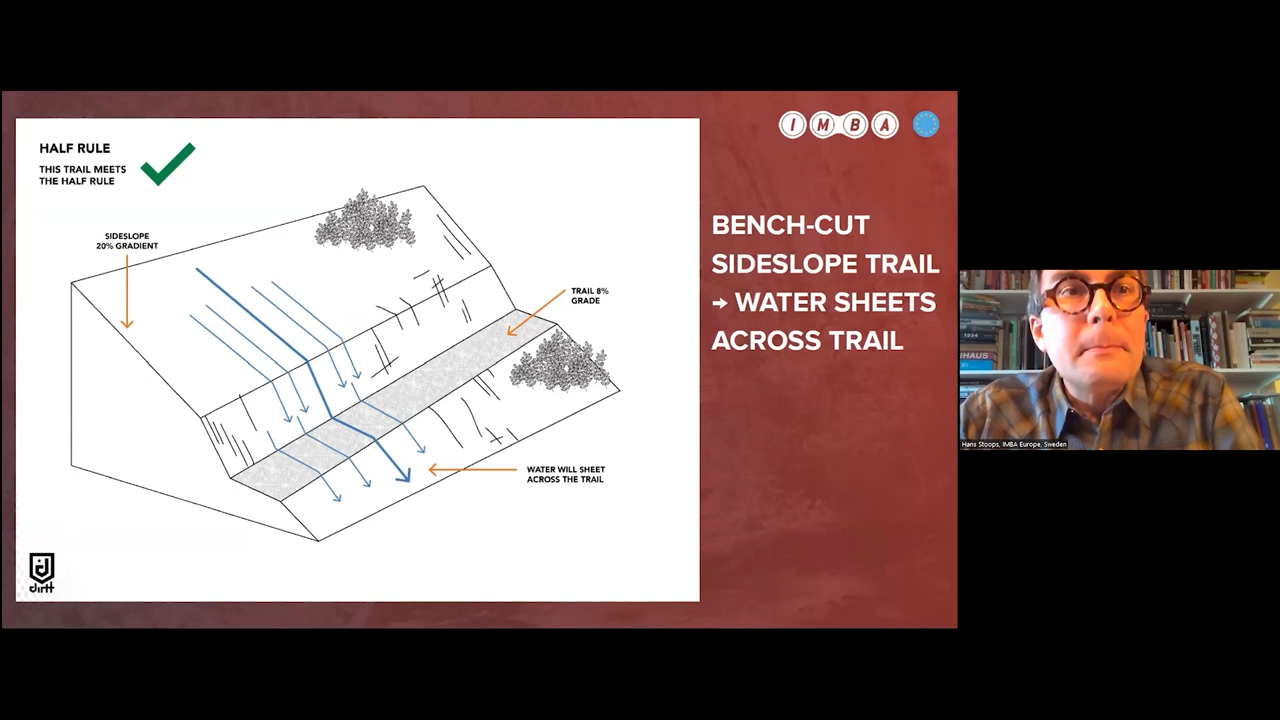 HALF RULE
THIS TRAIL MEETS
THE HALF RULE
SIDESLOPE
20% GRADIENT
TRAIL 8%
GRADE
WATER WILL SHEET
ACROSS THE TRAIL
dirtt
IMBA
BENCH-CUT
SIDESLOPE TRAIL
→ WATER SHEETS
ACROSS TRAIL
1934
Hans Stoops, IMBA Europe, Sweden